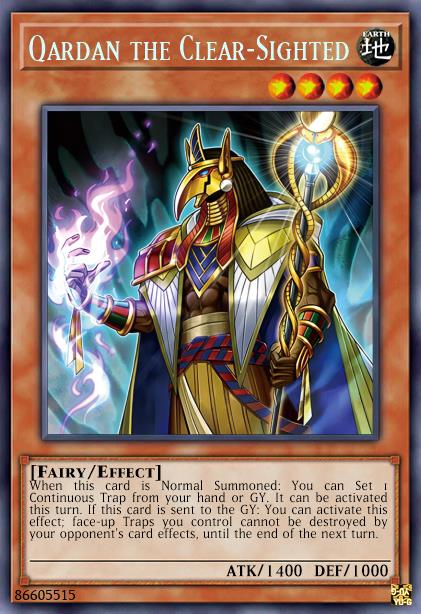 Qardan the Clear-Sighted
EARTH
地
[Fairy/Effect]
When this card is Normal Summoned: You can Set 1
Continuous Trap from your hand or GY. It can be activated
this turn. If this card is sent to the GY: You can activate this
effect; face-up Traps you control cannot be destroyed by
your opponent's card effects, until the end of the next turn.
ATK/1400 DEF/1000
86605515